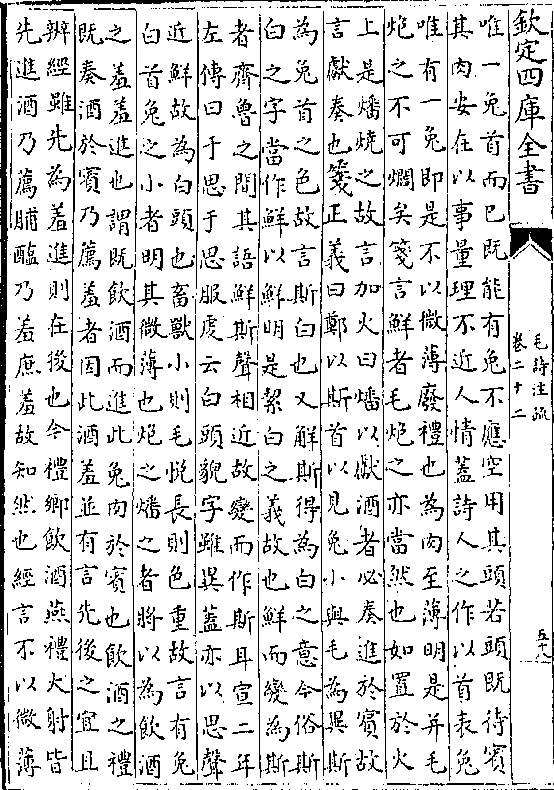 欽定四庫全書
毛詩注疏
卷二十二
五十八
唯一兔首而已既能有兔不應空用其頭若頭既待賓
其肉安在以事量理不近人情蓋詩人之作以首表兔
唯有一兔即是不以微薄廢禮也為肉至薄明是并毛
炮之不可燗矣箋言鮮者毛炮之亦當然也如置於火
上是燔燒之故言加火曰燔以獻酒者必奏進於賓故
言獻奏也箋正義曰鄭以斯首以見兔小與毛為異斯
為兔首之色故言斯白也又解斯得為白之意今俗斯
白之字當作鮮以鮮明是絜白之義故也鮮而變為斯
者齊魯之間其語鮮斯聲相近故變而作斯耳宣二年
左傳曰于思于思服虔云白頭貌字雖異蓋亦以思聲
近鮮故為白頭也畜獸小則毛悅長則色重故言有兔
白首兔之小者明其微薄也炮之燔之者將以為飲酒
之羞羞進也謂既飲酒而進此兔肉於賓也飲酒之禮
既奏酒於賓乃薦羞者因此酒羞並有言先後之宜且
辨經雖先為羞進則在後也今禮鄉飲酒燕禮大射皆
先進酒乃薦脯醢乃羞庶羞故知然也經言不以微薄